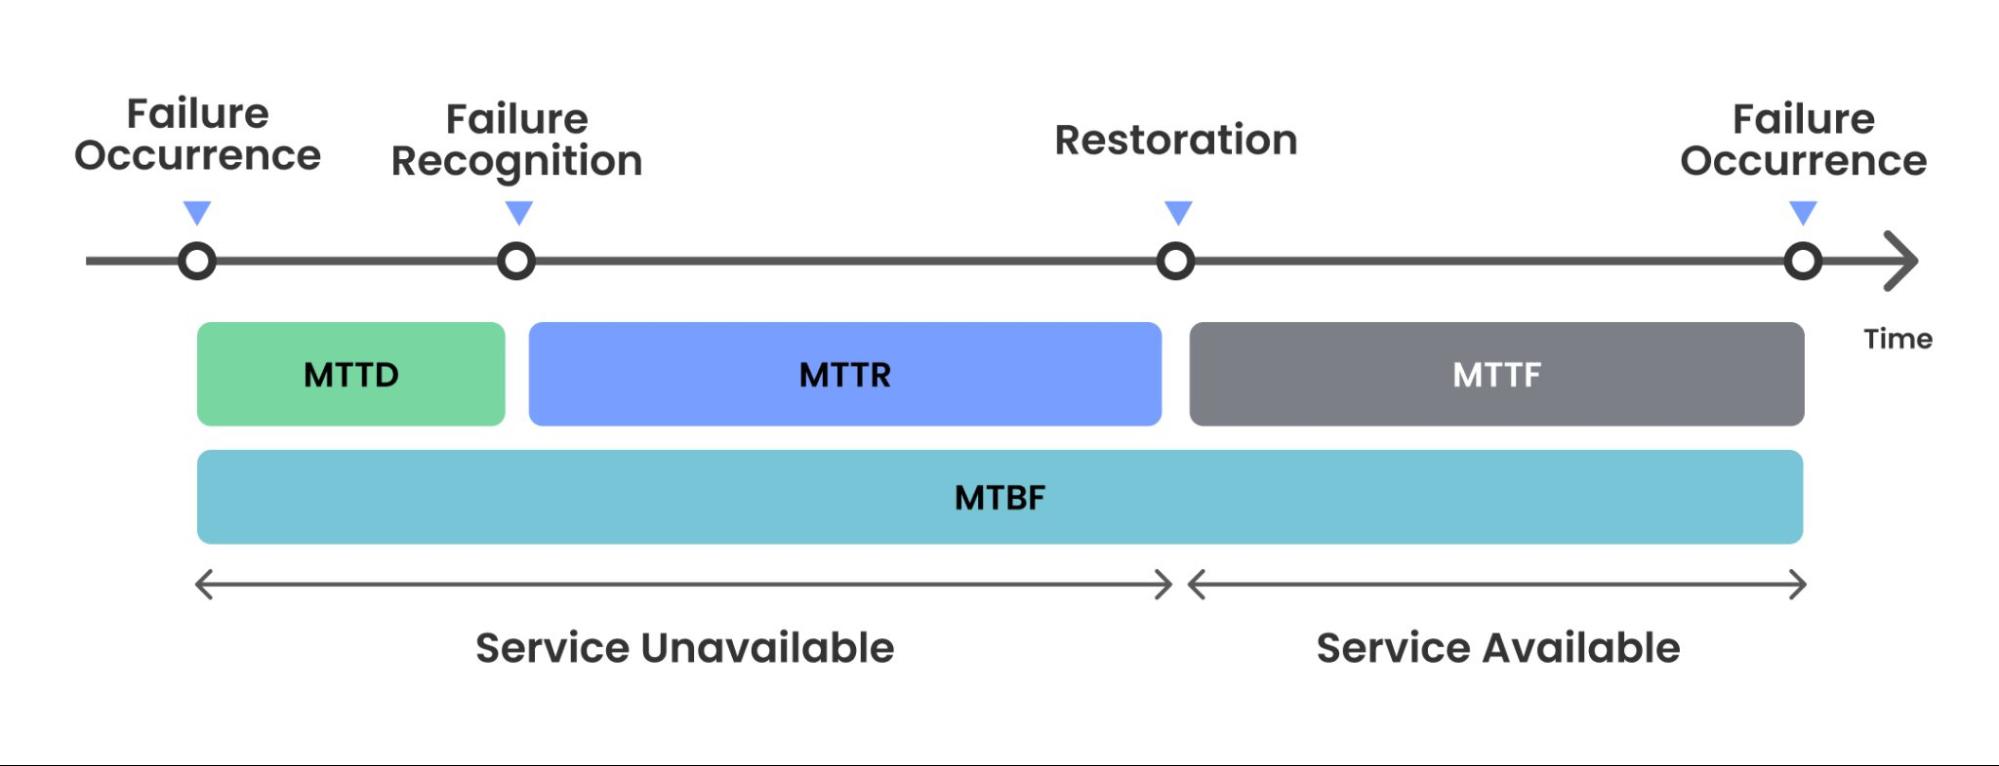 Failure
Occurrence
Failure
Recognition
Restoration
Failure
Occurrence
Time
MTTD
MTTR
MTTF
MTBF
Service Unavailable
Service Available